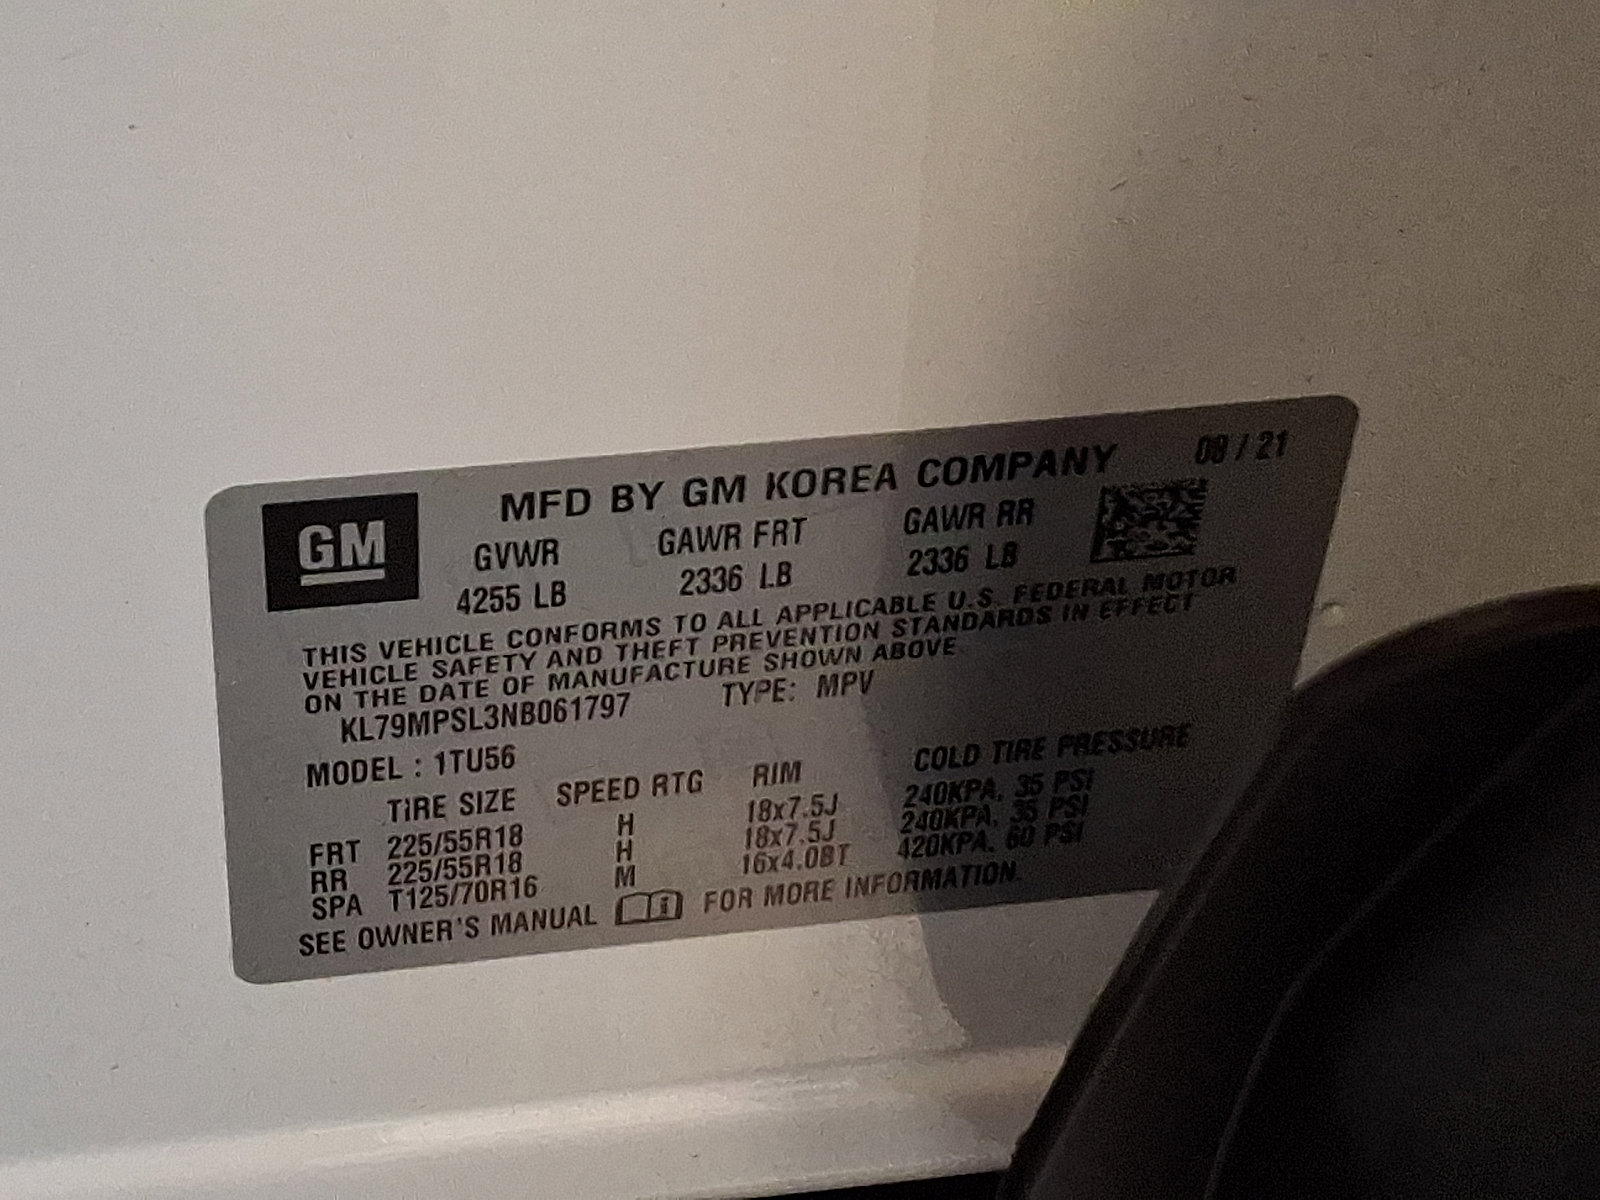 MFD BY GM KOREA COMPANY 08 / 21
GM
GVWR GAWR FRT GAWR RR
4255 LB 2336 LB 2336 LB
THIS VEHICLE CONFORMS TO ALL APPLICABLE U.S. FEDERAL MOTOR
VEHICLE SAFETY AND THEFT PREVENTION STANDARDS IN EFFECT
ON THE DATE OF MANUFACTURE SHOWN ABOVE.
KL79MPSL3NB061797 TYPE: MPV
MODEL : 1TU56
TIRE SIZE SPEED RTG RIM COLD TIRE PRESSURE
FRT 225/55R18 H 18x7.5J 240KPA, 35 PSI
RR 225/55R18 H 18x7.5J 240KPA, 35 PSI
SPA T125/70R16 M 16x4.0BT 420KPA, 60 PSI
SEE OWNER'S MANUAL FOR MORE INFORMATION.